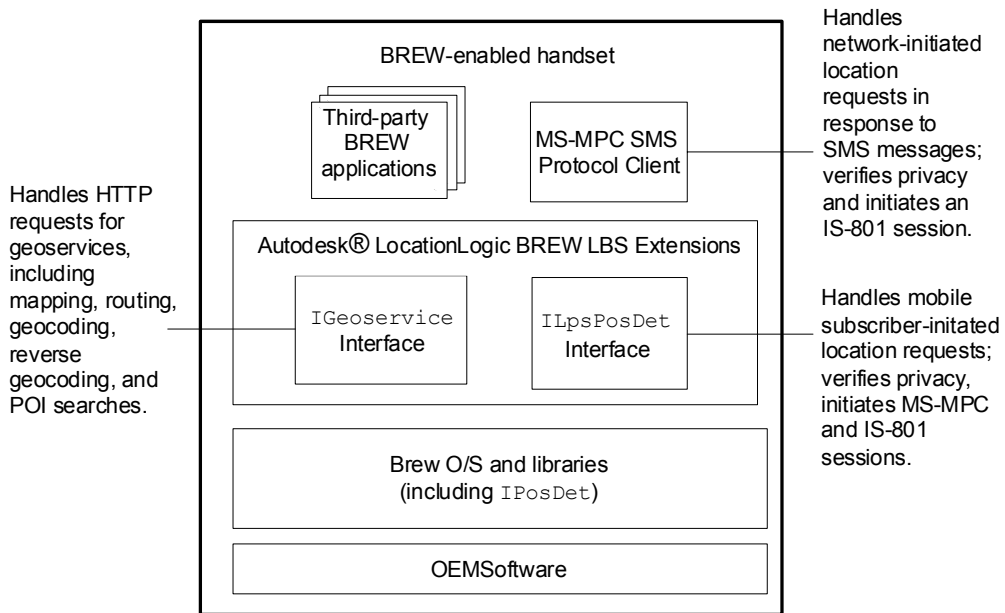 BREW-enabled handset
Third-party
BREW
applications
MS-MPC SMS
Protocol Client
Handles
network-initiated
location
requests in
response to
SMS messages;
verifies privacy
and initiates an
IS-801 session.
Handles HTTP
requests for
geoservices,
including
mapping, routing,
geocoding,
reverse
geocoding, and
POI searches.
Autodesk® LocationLogic BREW LBS Extensions
IGeoservice
Interface
ILpsPosDet
Interface
Handles mobile
subscriber-initated
location requests;
verifies privacy,
initiates MS-MPC
and IS-801
sessions.
Brew O/S and libraries
(including IPosDet)
OEMSoftware